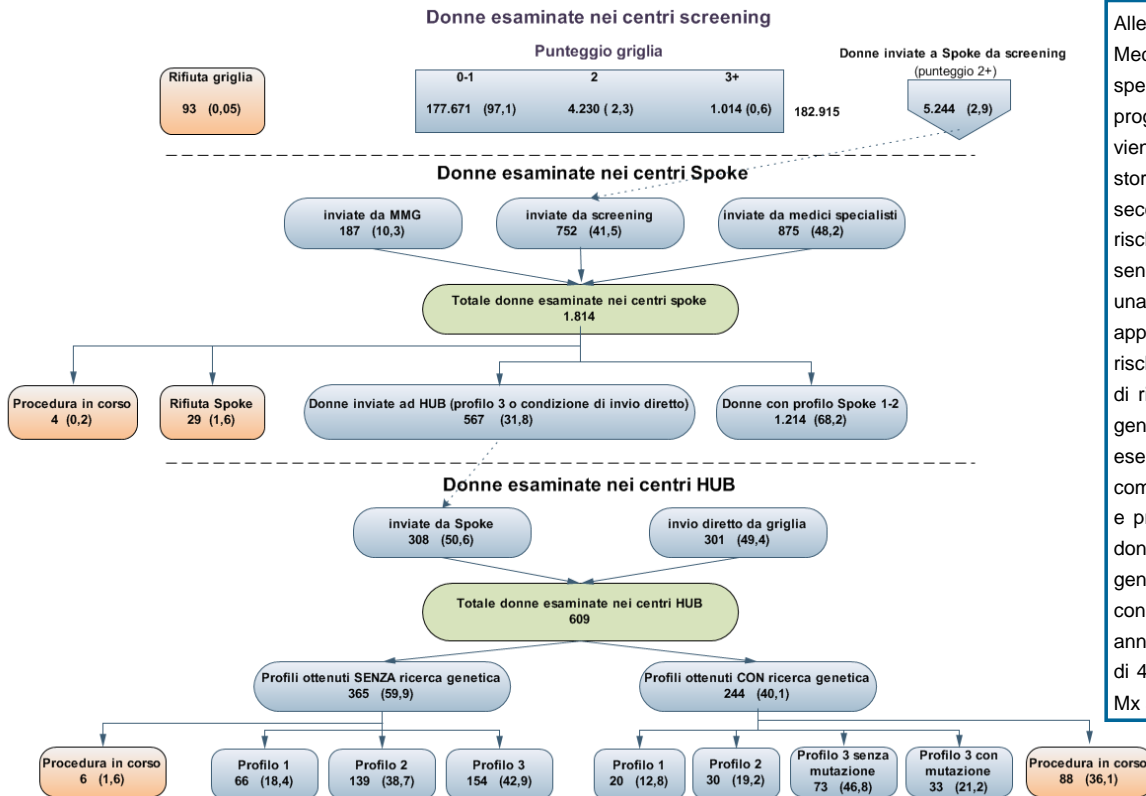 Donne esaminate nei centri screening
Punteggio griglia
Rifiuta griglia
93 (0,05)
0-1 2 3+
177.671 (97,1) 4.230 ( 2,3) 1.014 (0,6)
182.915
Donne inviate a Spoke da screening
(punteggio 2+)
5.244 (2,9)
Donne esaminate nei centri Spoke
inviate da MMG
187 (10,3)
inviate da screening
752 (41,5)
inviate da medici specialisti
875 (48,2)
Totale donne esaminate nei centri spoke
1.814
Procedura in corso
4 (0,2)
Rifiuta Spoke
29 (1,6)
Donne inviate ad HUB (profilo 3 o condizione di invio diretto)
567 (31,8)
Donne con profilo Spoke 1-2
1.214 (68,2)
Donne esaminate nei centri HUB
inviate da Spoke
308 (50,6)
invio diretto da griglia
301 (49,4)
Totale donne esaminate nei centri HUB
609
Profili ottenuti SENZA ricerca genetica
365 (59,9)
Profili ottenuti CON ricerca genetica
244 (40,1)
Procedura in corso
6 (1,6)
Profilo 1
66 (18,4)
Profilo 2
139 (38,7)
Profilo 3
154 (42,9)
Profilo 1
20 (12,8)
Profilo 2
30 (19,2)
Profilo 3 senza
mutazione
73 (46,8)
Profilo 3 con
mutazione
33 (21,2)
Procedura in corso
88 (36,1)
Alle
spe
prog
vien
stor
seco
risch
sen
una
app
risch
di ri
gen
ese
com
e pr
don
gen
con
ann
di 4
Mx